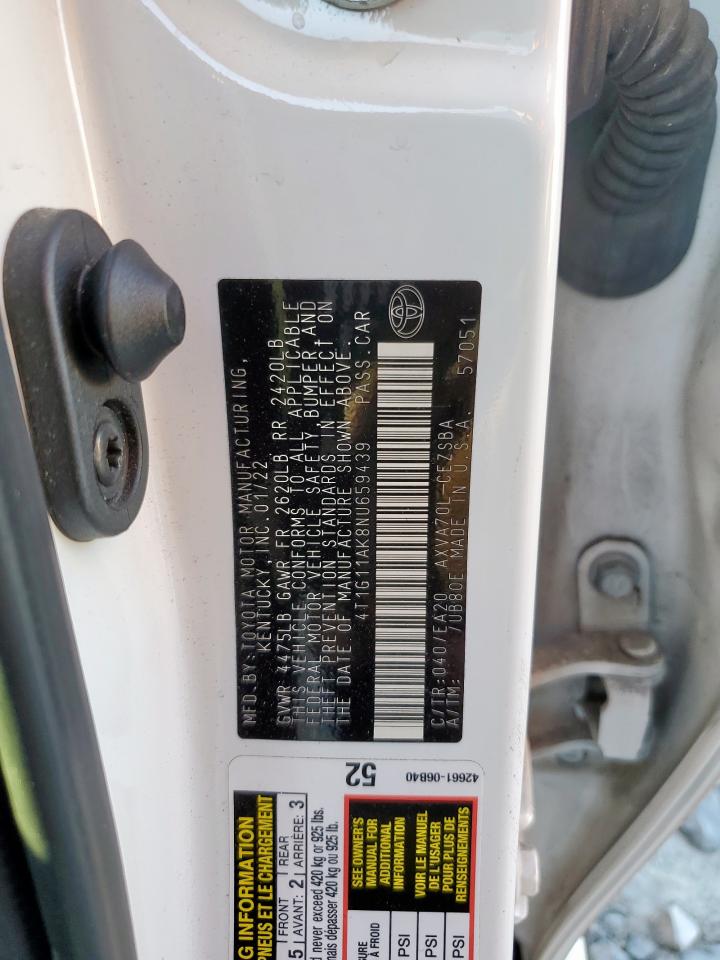 MFD.BY TOYOTA MOTOR MANUFACTURING,
KENTUCKY,INC. 01/22
GVWR 4475LB GAWR FR 2620LB RR 2420LB
THIS VEHICLE CONFORMS TO ALL APPLICABLE
FEDERAL MOTOR VEHICLE SAFETY, BUMPER AND
THEFT PREVENTION STANDARDS IN EFFECT ON
THE DATE OF MANUFACTURE SHOWN ABOVE.
4T1G11AK8NU659439 PASS.CAR
C/TR:040/EA20 AXVA70L-CEZSBA
A/TM: /UB80E MADE IN U.S.A. 57051
52
42661-06B40
G INFORMATION
PNEUS ET LE CHARGEMENT
5 FRONT 2 REAR 3
AVANT: ARRIÈRE:
d never exceed 420 kg or 925 lbs.
mais dépasser 420 kg ou 925 lb.
À FROID
PSI
PSI
PSI
SEE OWNER'S
MANUAL FOR
ADDITIONAL
INFORMATION
VOIR LE MANUEL
DE L'USAGER
POUR PLUS DE
RENSEIGNEMENTS